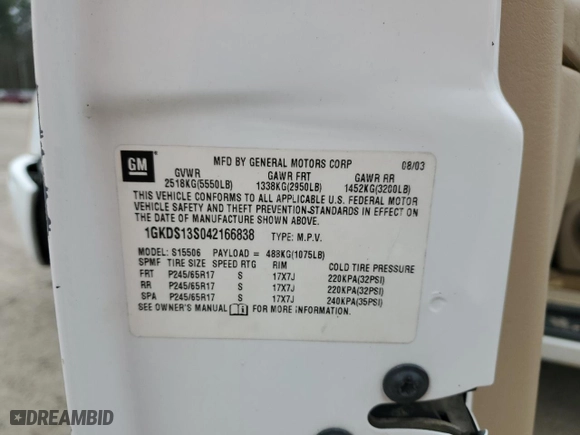 GM
MFD BY GENERAL MOTORS CORP 08/03
GVWR GAWR FRT GAWR RR
2518KG(5550LB) 1338KG(2950LB) 1452KG(3200LB)
THIS VEHICLE CONFORMS TO ALL APPLICABLE U.S. FEDERAL MOTOR
VEHICLE SAFETY AND THEFT PREVENTION STANDARDS IN EFFECT ON
THE DATE OF MANUFACTURE SHOWN ABOVE.
1GKDS13S042166838 TYPE: M.P.V.
MODEL: S15506 PAYLOAD = 488KG(1075LB)
SPMF TIRE SIZE SPEED RTG RIM COLD TIRE PRESSURE
FRT P245/65R17 S 17X7J 220KPA(32PSI)
RR P245/65R17 S 17X7J 220KPA(32PSI)
SPA P245/65R17 S 17X7J 240KPA(35PSI)
SEE OWNER'S MANUAL FOR MORE INFORMATION.
DREAMBID